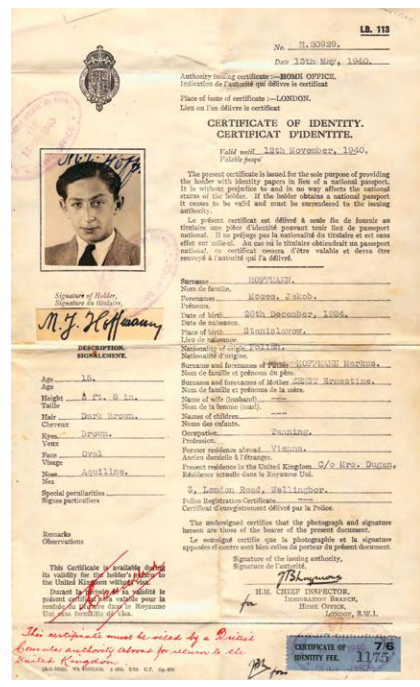 I.B. 113
No. H.20929.
Date 13th May, 1940.
Authority issuing certificate :—HOME OFFICE.
Indication de l'autorité qui délivre le certificat
Place of issue of certificate :—LONDON.
Lieu où l'on délivre le certificat
CERTIFICATE OF IDENTITY.
CERTIFICAT D'IDENTITE.
Valid until 12th November, 1940.
Valable jusqu'
The present certificate is issued for the sole purpose of providing
the holder with identity papers in lieu of a national passport.
It is without prejudice to and in no way affects the national
status of the holder. If the holder obtains a national passport
it ceases to be valid and must be surrendered to the issuing
authority.
Le présent certificat est délivré à seule fin de fournir au
titulaire une pièce d'identité pouvant tenir lieu de passeport
national. Il ne préjuge pas la nationalité du titulaire et est sans
effet sur celle-ci. Au cas où le titulaire obtiendrait un passeport
national, ce certificat cessera d'être valable et devra être
renvoyé à l'autorité qui l'a délivré.
M. J. Hoff
Signature of Holder,
Signature du titulaire,
M. J. Hoffmann
DESCRIPTION.
SIGNALEMENT.
Age 15.
Age
Height 5 ft. 8 in.
Taille
Hair Dark Brown.
Cheveux
Eyes Brown.
Yeux
Face Oval
Visage
Nose Aquiline.
Nez
Special peculiarities
Signes particuliers
Remarks
Observations
Surname HOFFMANN.
Nom de famille.
Forenames Moses, Jakob.
Prénoms.
Date of birth 20th December, 1924.
Date de naissance.
Place of birth Stanislawow.
Lieu de naissance.
Nationality of origin Polish.
Nationalité d'origine.
Surname and forenames of Father HOFFMANN Markus.
Nom de famille et prénoms du père.
Surname and forenames of Mother Ernestine.
Nom de famille et prénoms de la mère.
Name of wife (husband)
Nom de la femme (mari).
Names of children
Noms des enfants.
Occupation Tanning.
Profession.
Former residence abroad Vienna.
Ancien domicile à l'étranger.
Present residence in the United Kingdom C/o Mrs. Dugan,
Résidence actuelle dans le Royaume Uni.
3, London Road, Wellingbor.
Police Registration Certificate
Certificat d'enregistrement délivré par la Police.
The undersigned certifies that the photograph and signature
hereon are those of the bearer of the present document.
Le soussigné certifie que la photographie et la signature
apposées ci-contre sont bien celles du porteur du présent document.
Signature of the issuing authority,
Signature de l'autorité,
for H.M. CHIEF INSPECTOR,
IMMIGRATION BRANCH,
HOME OFFICE,
LONDON, S.W.1.
This Certificate is available during
its validity for the holder's return to
the United Kingdom without visa.
Durant la période de sa validité le
présent certificat est valable pour la
rentrée du titulaire dans le Royaume
Uni sans formalité de visa.
This certificate must be visaed by a British
Consular authority abroad for return to the
United Kingdom.
for
CERTIFICATE OF
IDENTITY FEE.
7/6
1175